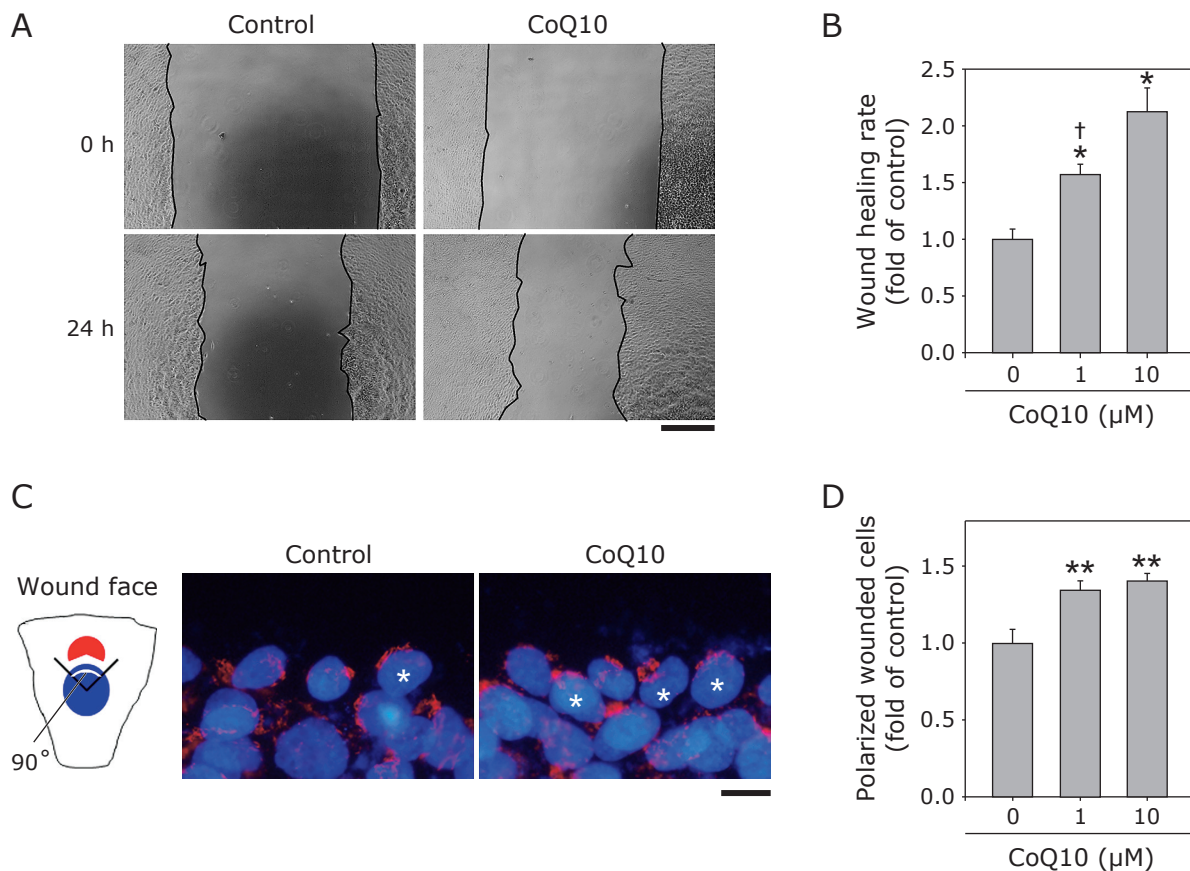 A
Control
CoQ10
0 h
24 h
B
Wound healing rate
(fold of control)
2.5
2.0
1.5
1.0
0.5
0.0
*
†
*
0
1
10
CoQ10 (µM)
C
Control
CoQ10
Wound face
90°
*
*
*
*
D
Polarized wounded cells
(fold of control)
1.5
1.0
0.5
0.0
**
**
0
1
10
CoQ10 (µM)